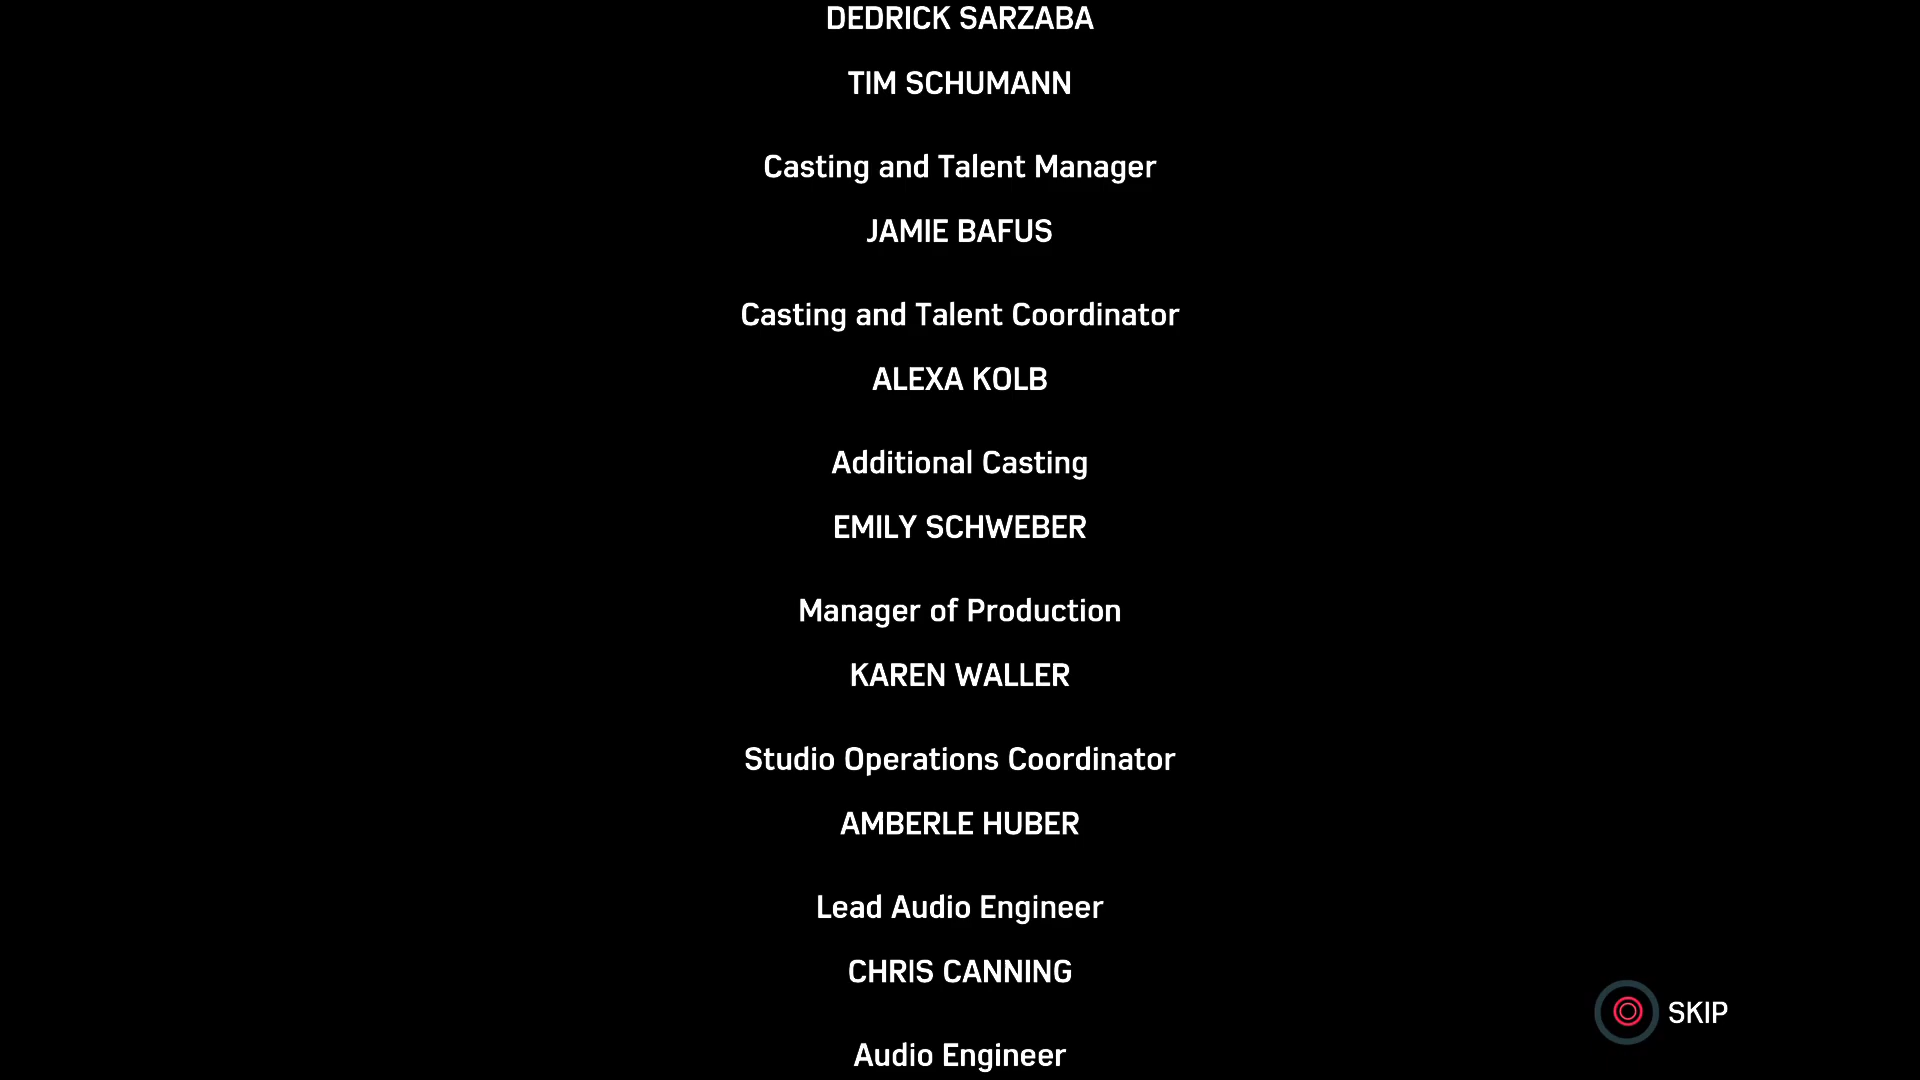 DEDRICK SARZABA
TIM SCHUMANN
Casting and Talent Manager
JAMIE BAFUS
Casting and Talent Coordinator
ALEXA KOLB
Additional Casting
EMILY SCHWEBER
Manager of Production
KAREN WALLER
Studio Operations Coordinator
AMBERLE HUBER
Lead Audio Engineer
CHRIS CANNING
SKIP
Audio Engineer